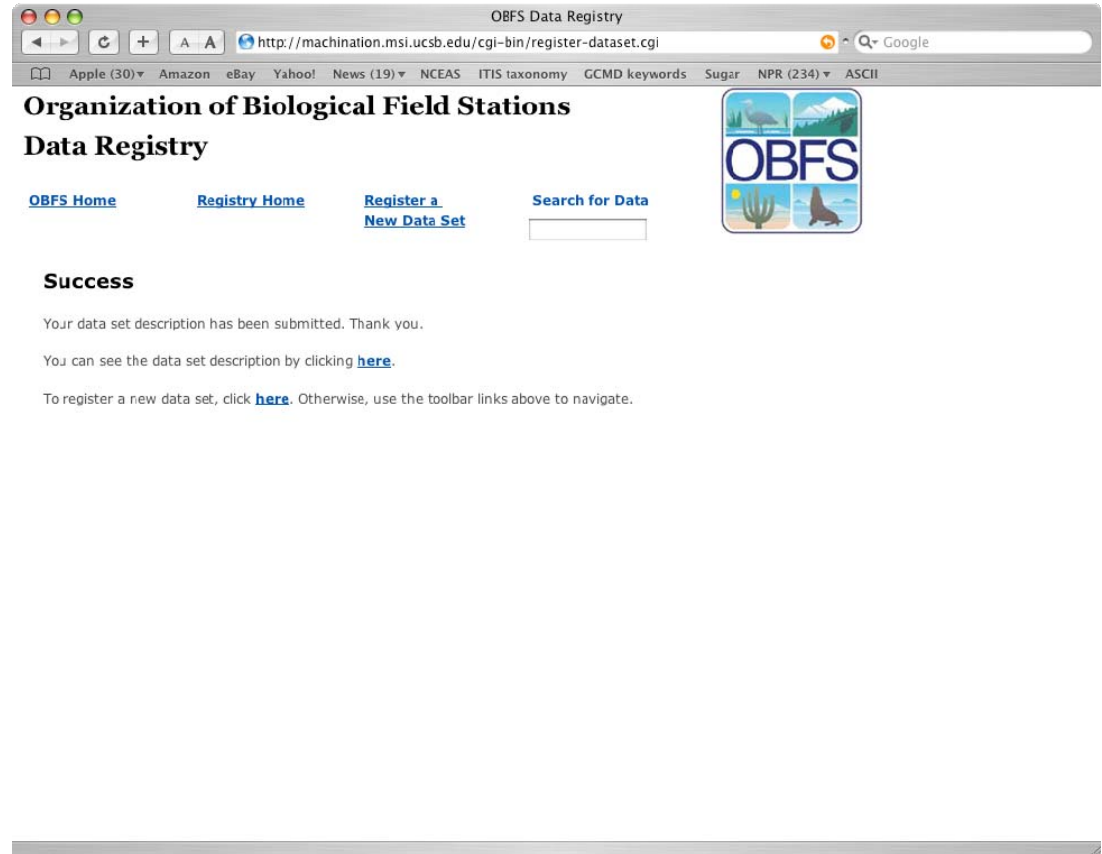 OBFS Data Registry
A A
http://machination.msi.ucsb.edu/cgi-bin/register-dataset.cgi
Google
Apple (30) Amazon eBay Yahoo! News (19) NCEAS ITIS taxonomy GCMD keywords Sugar NPR (234) ASCII
Organization of Biological Field Stations
Data Registry
OBFS
OBFS Home
Registry Home
Register a
New Data Set
Search for Data
Success
Your data set description has been submitted. Thank you.
You can see the data set description by clicking here.
To register a new data set, click here. Otherwise, use the toolbar links above to navigate.